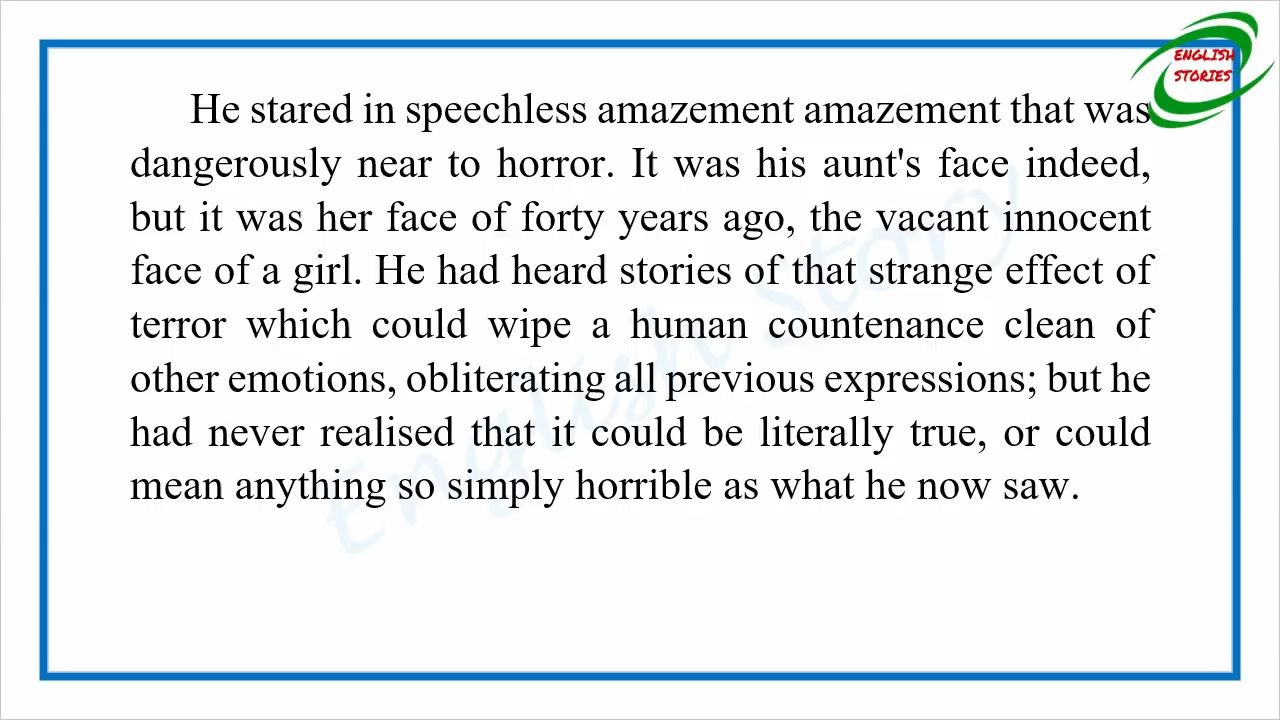 ENGLISH
STORIES
He stared in speechless amazement amazement that was
dangerously near to horror. It was his aunt's face indeed,
but it was her face of forty years ago, the vacant innocent
face of a girl. He had heard stories of that strange effect of
terror which could wipe a human countenance clean of
other emotions, obliterating all previous expressions; but he
had never realised that it could be literally true, or could
mean anything so simply horrible as what he now saw.
English Story